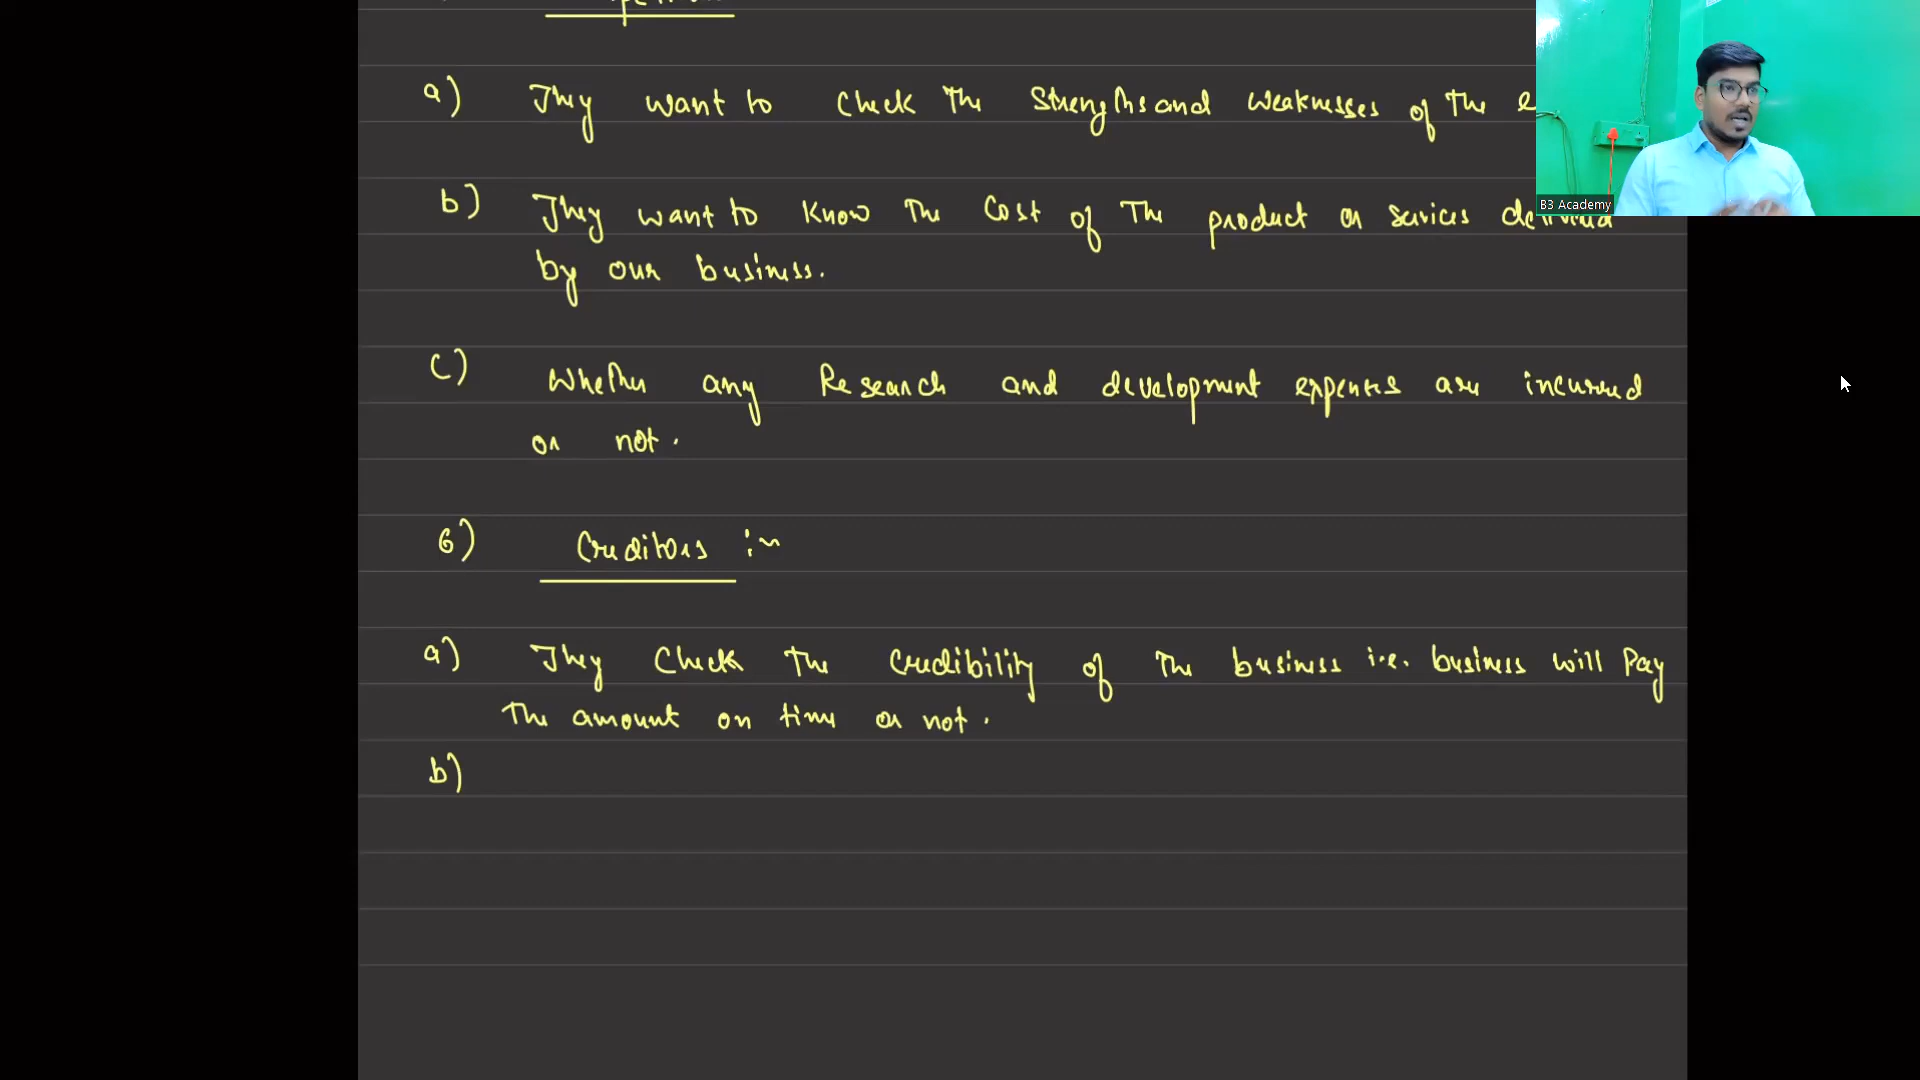 a) They want to check the strengths and weaknesses of the
b) They want to know the cost of the product or services
by our business.
c) Whether any Research and development expenses are incurred
or not.
6) Creditors :~
a) They check the credibility of the business i.e. business will pay
the amount on time or not.
b)
B3 Academy